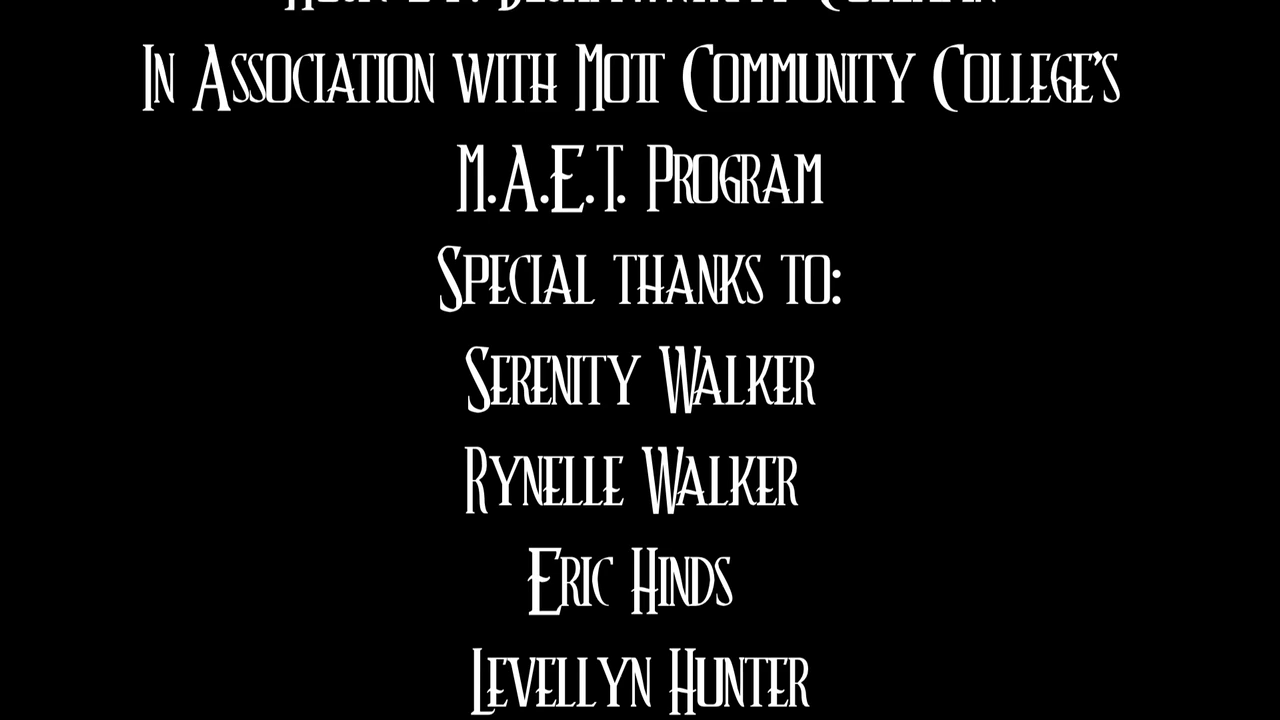 In Association with Mott Community College's
M.A.E.T. Program
Special thanks to:
Serenity Walker
Rynelle Walker
Eric Hinds
Levellyn Hunter